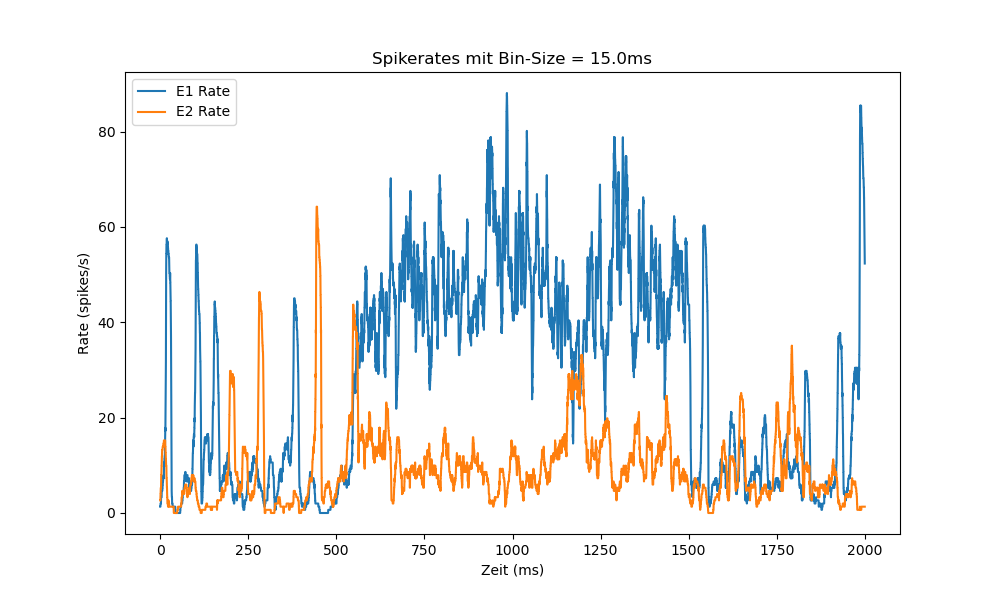 Spikerates mit Bin-Size = 15.0ms
E1 Rate
E2 Rate
Rate (spikes/s)
80
60
40
20
0
0 250 500 750 1000 1250 1500 1750 2000
Zeit (ms)